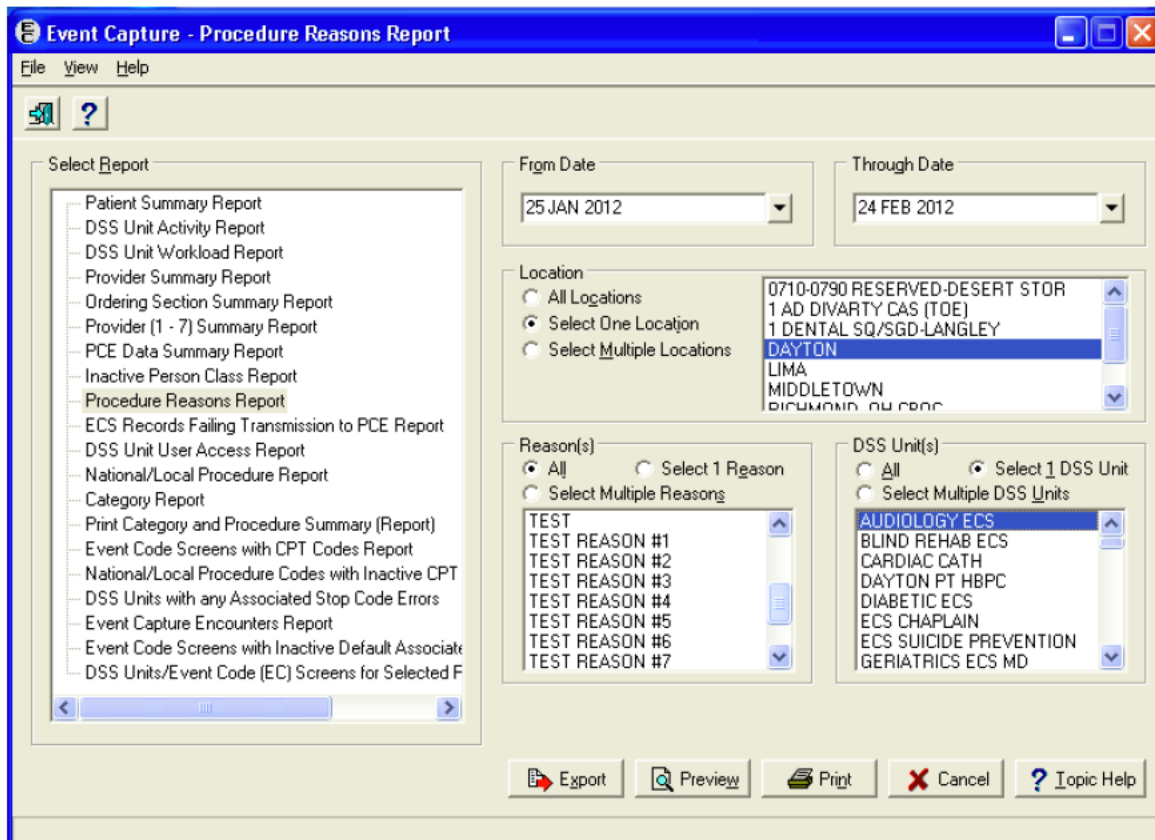 Event Capture - Procedure Reasons Report
File View Help
Select Report
Patient Summary Report
DSS Unit Activity Report
DSS Unit Workload Report
Provider Summary Report
Ordering Section Summary Report
Provider (1 - 7) Summary Report
PCE Data Summary Report
Inactive Person Class Report
Procedure Reasons Report
ECS Records Failing Transmission to PCE Report
DSS Unit User Access Report
National/Local Procedure Report
Category Report
Print Category and Procedure Summary (Report)
Event Code Screens with CPT Codes Report
National/Local Procedure Codes with Inactive CPT
DSS Units with any Associated Stop Code Errors
Event Capture Encounters Report
Event Code Screens with Inactive Default Associate
DSS Units/Event Code (EC) Screens for Selected F
From Date
25 JAN 2012
Through Date
24 FEB 2012
Location
All Locations
Select One Location
Select Multiple Locations
0710-0790 RESERVED-DESERT STOR
1 AD DIVARTY CAS (TOE)
1 DENTAL SQ/SGD-LANGLEY
DAYTON
LIMA
MIDDLETOWN
RICHMOND, OH CBOC
Reason(s)
All Select 1 Reason
Select Multiple Reasons
TEST
TEST REASON #1
TEST REASON #2
TEST REASON #3
TEST REASON #4
TEST REASON #5
TEST REASON #6
TEST REASON #7
DSS Unit(s)
All Select 1 DSS Unit
Select Multiple DSS Units
AUDIOLOGY ECS
BLIND REHAB ECS
CARDIAC CATH
DAYTON PT HBPC
DIABETIC ECS
ECS CHAPLAIN
ECS SUICIDE PREVENTION
GERIATRICS ECS MD
Export Preview Print Cancel ? Topic Help